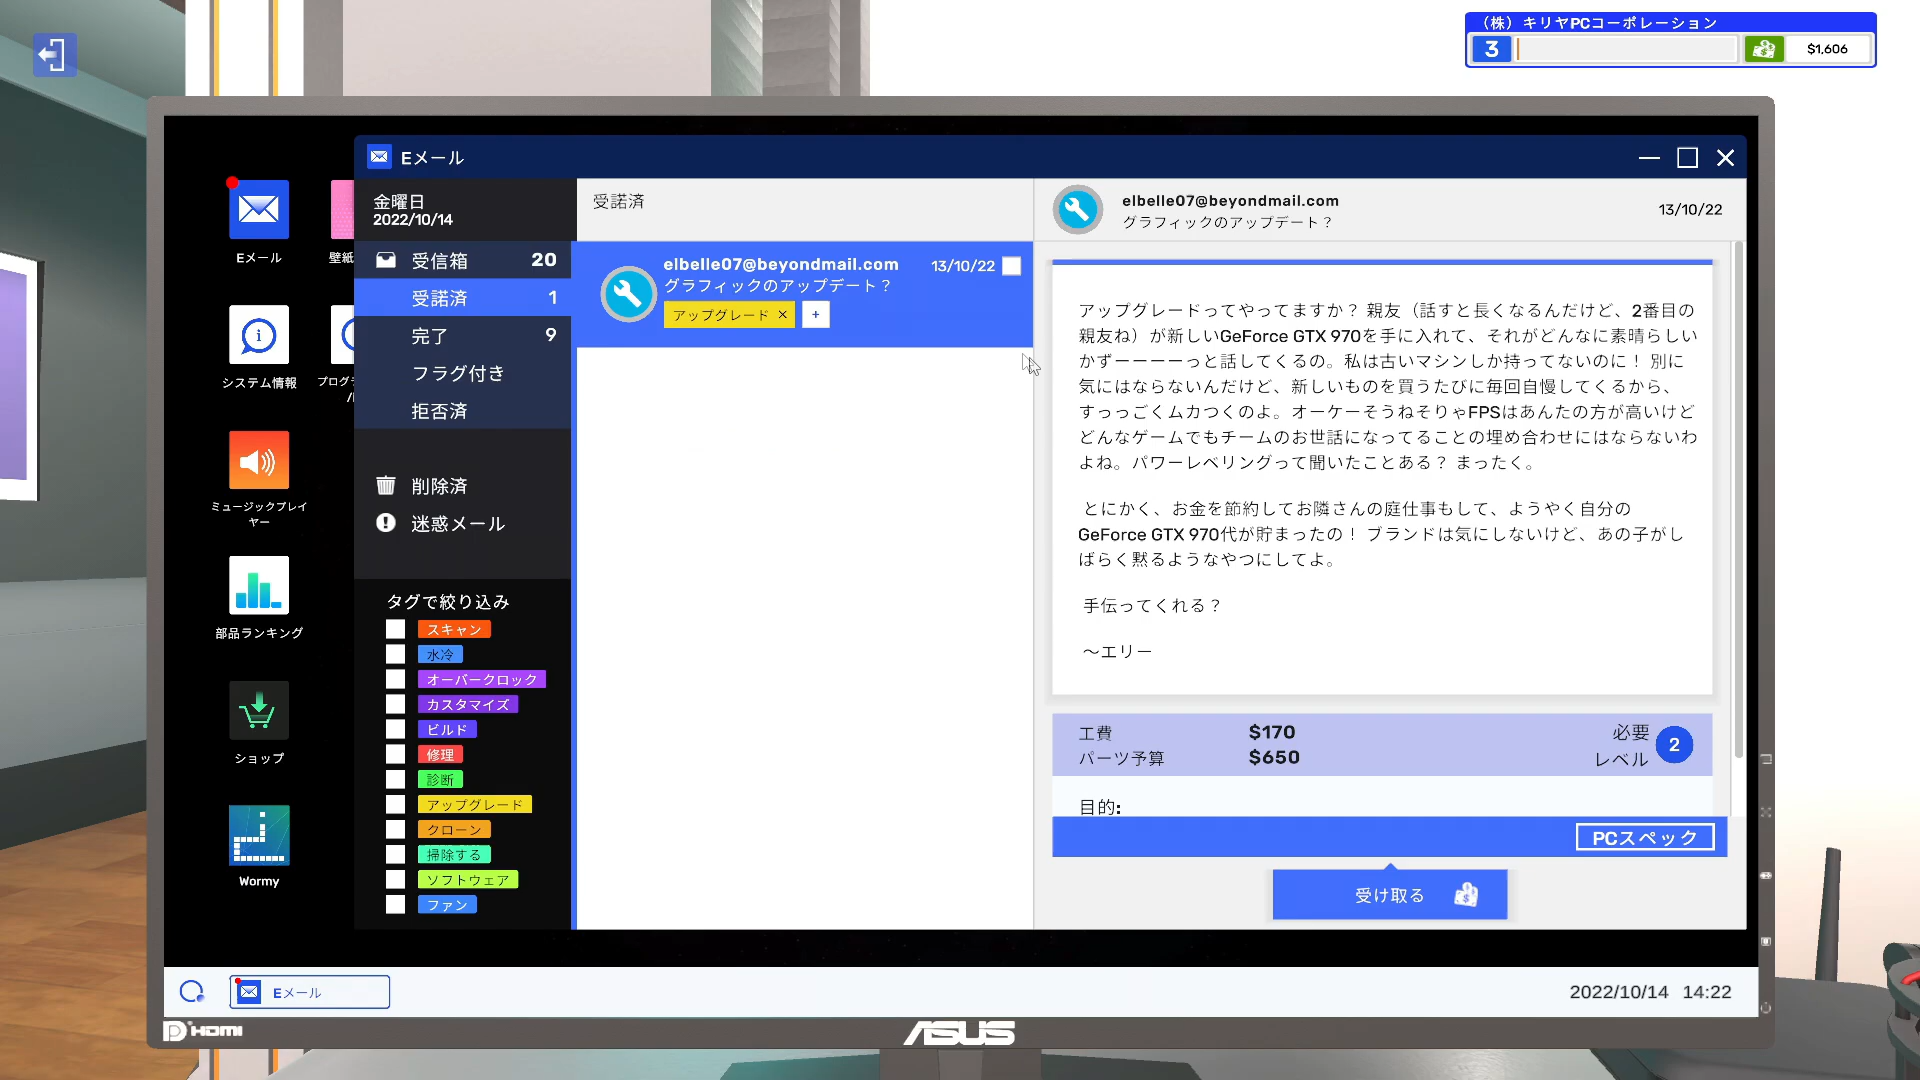 （株）キリヤPCコーポレーション
3
$1,606
Eメール
金曜日
2022/10/14
受信箱 20
受諾済 1
完了 9
フラグ付き
拒否済
削除済
迷惑メール
タグで絞り込み
スキャン
水冷
オーバークロック
カスタマイズ
ビルド
修理
診断
アップグレード
クローン
掃除する
ソフトウェア
ファン
Eメール
壁紙
システム情報
プログラ
ミュージックプレイ
ヤー
部品ランキング
ショップ
Wormy
受諾済
elbelle07@beyondmail.com 13/10/22
グラフィックのアップデート？
アップグレード × +
elbelle07@beyondmail.com
グラフィックのアップデート？
13/10/22
アップグレードってやってますか？ 親友（話すと長くなるんだけど、2番目の
親友ね）が新しいGeForce GTX 970を手に入れて、それがどんなに素晴らしい
かずーーーーっと話してくるの。私は古いマシンしか持ってないのに！ 別に
気にはならないんだけど、新しいものを買うたびに毎回自慢してくるから、
すっっごくムカつくのよ。オーケーそうねそりゃFPSはあんたの方が高いけど
どんなゲームでもチームのお世話になってることの埋め合わせにはならないわ
よね。パワーレベリングって聞いたことある？ まったく。
とにかく、お金を節約してお隣さんの庭仕事もして、ようやく自分の
GeForce GTX 970代が貯まったの！ ブランドは気にしないけど、あの子がし
ばらく黙るようなやつにしてよ。
手伝ってくれる？
～エリー
工費 $170
パーツ予算 $650
必要
レベル
2
目的:
PCスペック
受け取る
Eメール
2022/10/14 14:22
HDMI
ASUS